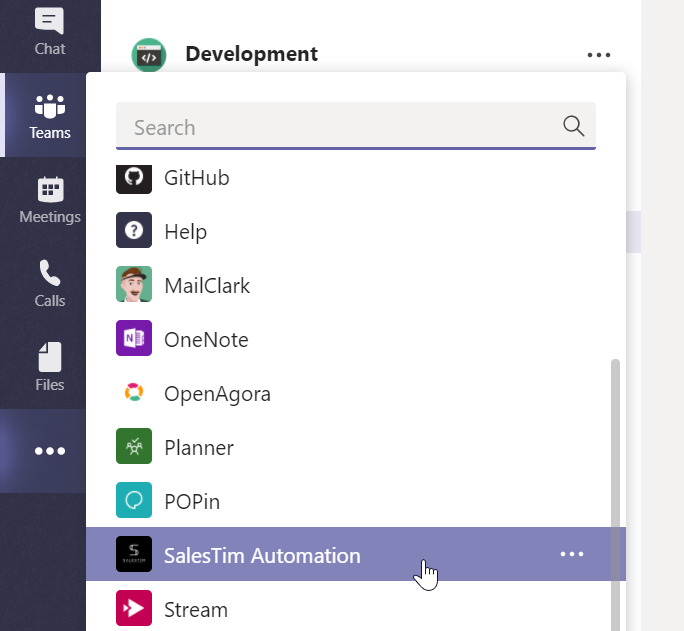 Chat
Development
Teams
Search
Meetings
Calls
Files
GitHub
Help
MailClark
OneNote
OpenAgora
Planner
POPin
SalesTim Automation
Stream